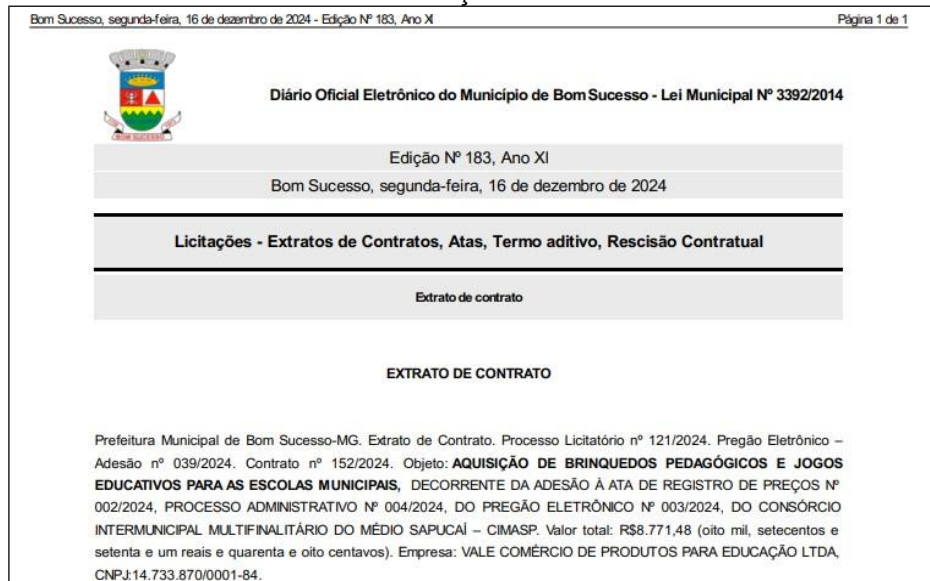 Bom Sucesso, segunda-feira, 16 de dezembro de 2024 - Edição Nº 183, Ano XI
Página 1 de 1
Diário Oficial Eletrônico do Município de Bom Sucesso - Lei Municipal Nº 3392/2014
BOM SUCESSO
Edição Nº 183, Ano XI
Bom Sucesso, segunda-feira, 16 de dezembro de 2024
Licitações - Extratos de Contratos, Atas, Termo aditivo, Rescisão Contratual
Extrato de contrato
EXTRATO DE CONTRATO
Prefeitura Municipal de Bom Sucesso-MG. Extrato de Contrato. Processo Licitatório nº 121/2024. Pregão Eletrônico –
Adesão nº 039/2024. Contrato nº 152/2024. Objeto: AQUISIÇÃO DE BRINQUEDOS PEDAGÓGICOS E JOGOS
EDUCATIVOS PARA AS ESCOLAS MUNICIPAIS, DECORRENTE DA ADESÃO À ATA DE REGISTRO DE PREÇOS Nº
002/2024, PROCESSO ADMINISTRATIVO Nº 004/2024, DO PREGÃO ELETRÔNICO Nº 003/2024, DO CONSÓRCIO
INTERMUNICIPAL MULTIFINALITÁRIO DO MÉDIO SAPUCAÍ – CIMASP. Valor total: R$8.771,48 (oito mil, setecentos e
setenta e um reais e quarenta e oito centavos). Empresa: VALE COMÉRCIO DE PRODUTOS PARA EDUCAÇÃO LTDA,
CNPJ:14.733.870/0001-84.